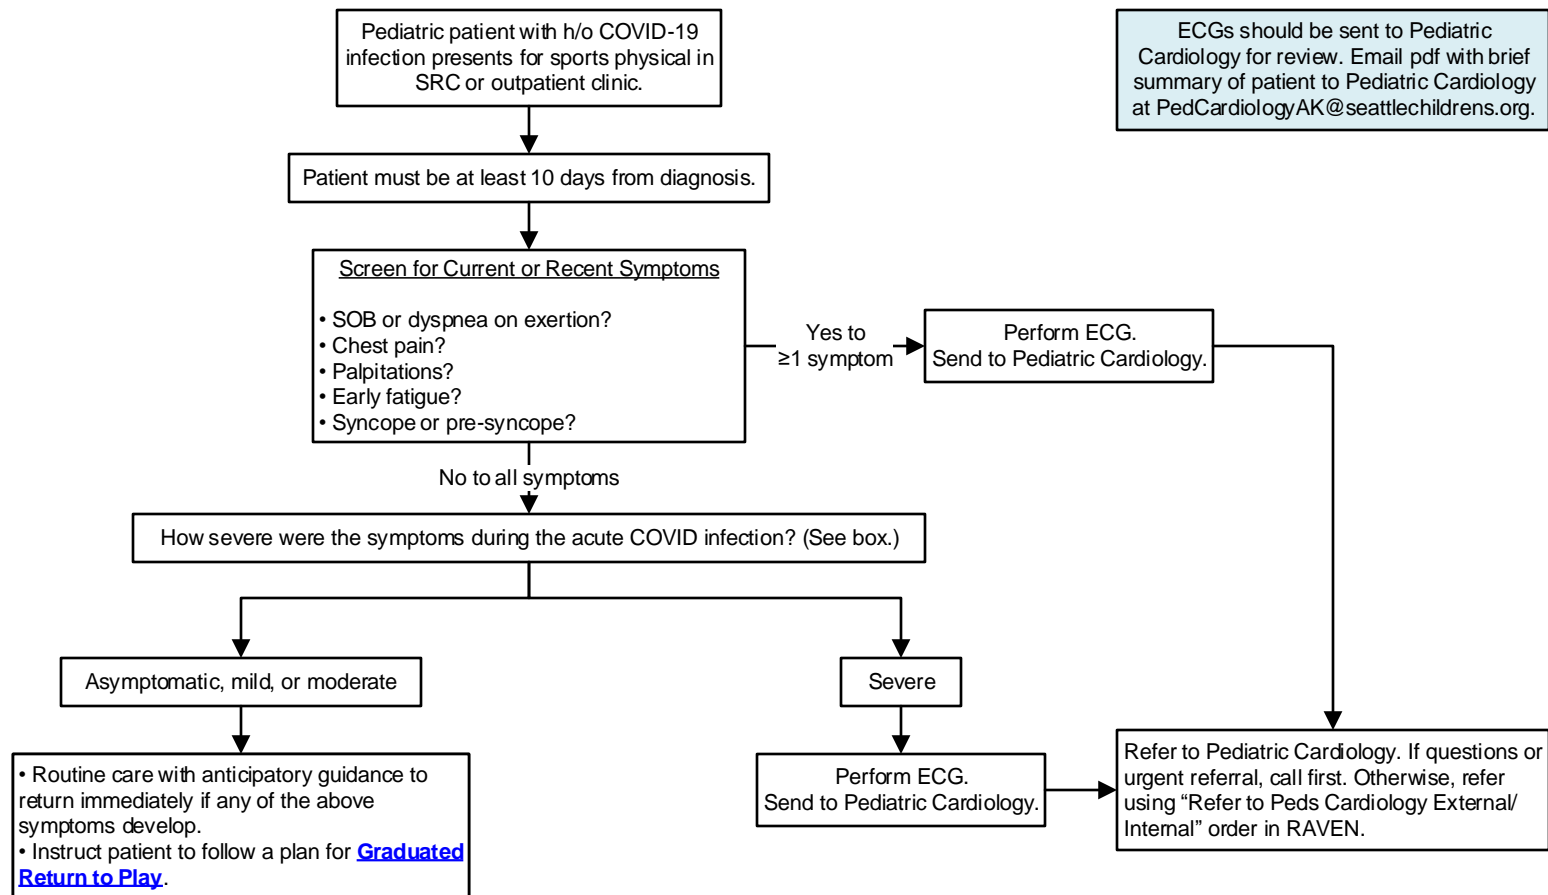 Pediatric patient with h/o COVID-19
infection presents for sports physical in
SRC or outpatient clinic.
ECGs should be sent to Pediatric
Cardiology for review. Email pdf with brief
summary of patient to Pediatric Cardiology
at PedCardiologyAK@seattlechildrens.org.
Patient must be at least 10 days from diagnosis.
Screen for Current or Recent Symptoms
• SOB or dyspnea on exertion?
• Chest pain?
• Palpitations?
• Early fatigue?
• Syncope or pre-syncope?
Yes to
≥1 symptom
Perform ECG.
Send to Pediatric Cardiology.
No to all symptoms
How severe were the symptoms during the acute COVID infection? (See box.)
Asymptomatic, mild, or moderate
Severe
• Routine care with anticipatory guidance to
return immediately if any of the above
symptoms develop.
• Instruct patient to follow a plan for Graduated
Return to Play.
Perform ECG.
Send to Pediatric Cardiology.
Refer to Pediatric Cardiology. If questions or
urgent referral, call first. Otherwise, refer
using “Refer to Peds Cardiology External/
Internal” order in RAVEN.